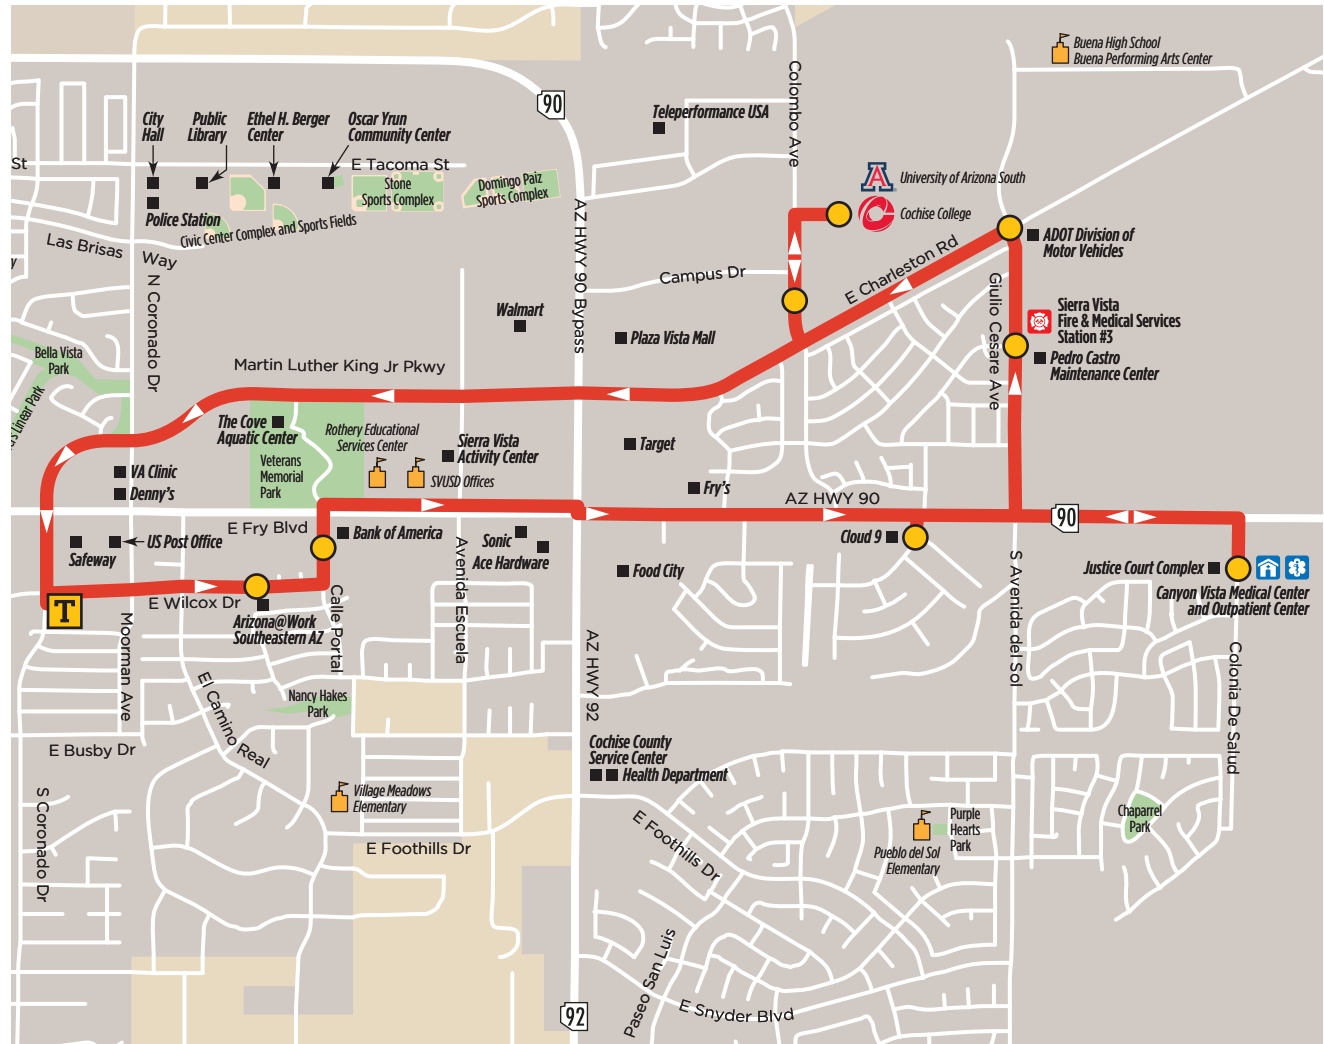 Buena High School
Buena Performing Arts Center
90
Colombo Ave
Teleperformance USA
City
Hall
Public
Library
Ethel H. Berger
Center
Oscar Yrun
Community Center
St
E Tacoma St
Stone
Sports Complex
Domingo Paiz
Sports Complex
A
University of Arizona South
Cochise College
Police Station
Civic Center Complex and Sports Fields
Las Brisas Way
y
N Coronado Dr
AZ HWY 90 Bypass
Campus Dr
E Charleston Rd
ADOT Division of
Motor Vehicles
Giulio Cesare Ave
Sierra Vista
Fire & Medical Services
Station #3
Pedro Castro
Maintenance Center
Walmart
Plaza Vista Mall
Bella Vista
Park
Linear Park
Martin Luther King Jr Pkwy
The Cove
Aquatic Center
Rothery Educational
Services Center
Sierra Vista
Activity Center
Target
Veterans
Memorial
Park
SVUSD Offices
VA Clinic
Denny's
Fry's
AZ HWY 90
90
E Fry Blvd
Bank of America
Sonic
Ace Hardware
Cloud 9
US Post Office
Safeway
Food City
Justice Court Complex
Canyon Vista Medical Center
and Outpatient Center
T
E Wilcox Dr
Arizona@Work
Southeastern AZ
Calle Portal
Avenida Escuela
Moorman Ave
S Avenida del Sol
Colonia De Salud
AZ HWY 92
El Camino Real
Nancy Hakes
Park
E Busby Dr
Cochise County
Service Center
Health Department
S Coronado Dr
Village Meadows
Elementary
E Foothills Dr
E Foothills Dr
Purple
Hearts
Park
Pueblo del Sol
Elementary
Chaparrel
Park
Paseo San Luis
E Snyder Blvd
92